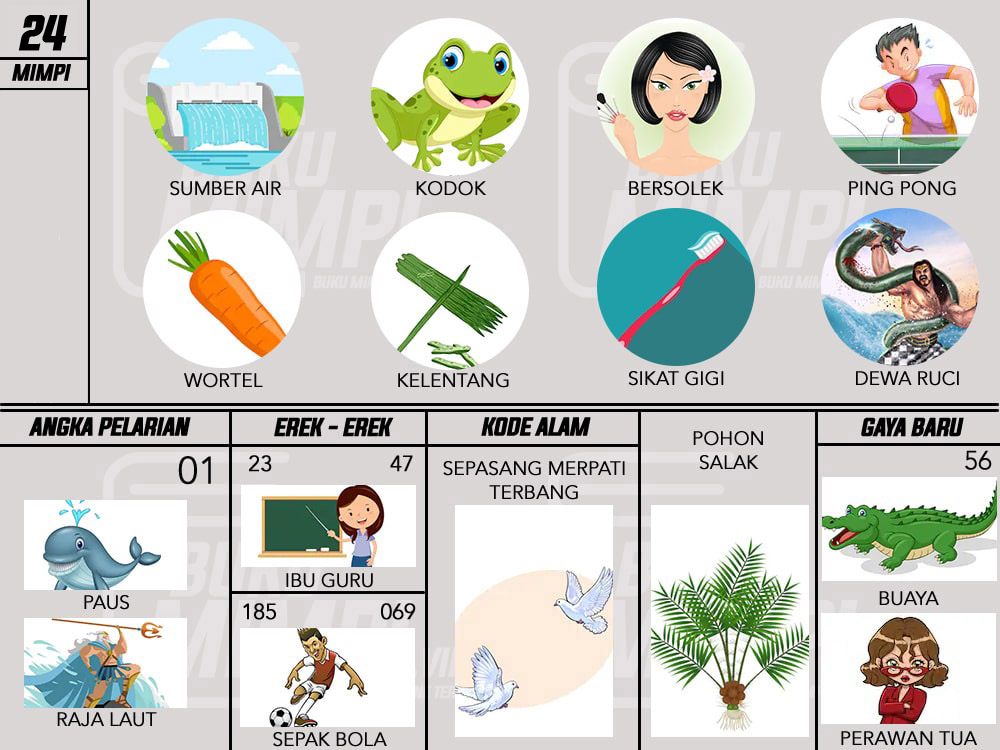 24
MIMPI
SUMBER AIR
KODOK
BERSOLEK
PING PONG
WORTEL
KELENTANG
SIKAT GIGI
DEWA RUCI
ANGKA PELARIAN
01
PAUS
RAJA LAUT
EREK - EREK
23 47
IBU GURU
185 069
SEPAK BOLA
KODE ALAM
SEPASANG MERPATI
TERBANG
POHON
SALAK
GAYA BARU
56
BUAYA
PERAWAN TUA
BUKU
MIMPI